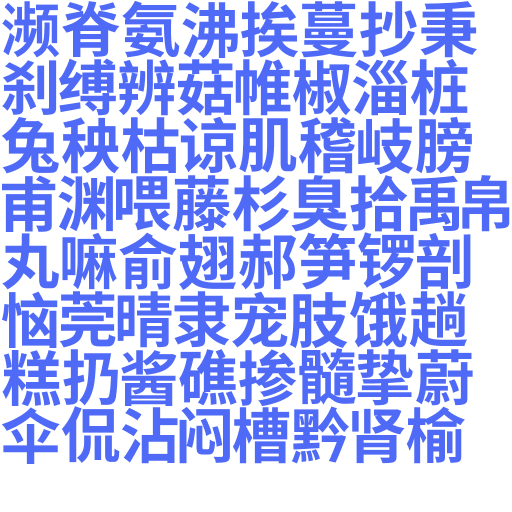 濒脊氨沸挨蔓抄秉
刹缚辨菇帷椒淄桩
兔秧枯谅肌稽岐膀
甫渊喂藤杉臭拾禹帛
丸嘛俞翅郝笋锣剖
恼莞晴隶宠肢饿趟
糕扔酱礁掺髓挚蔚
伞侃沾闷槽黔肾榆